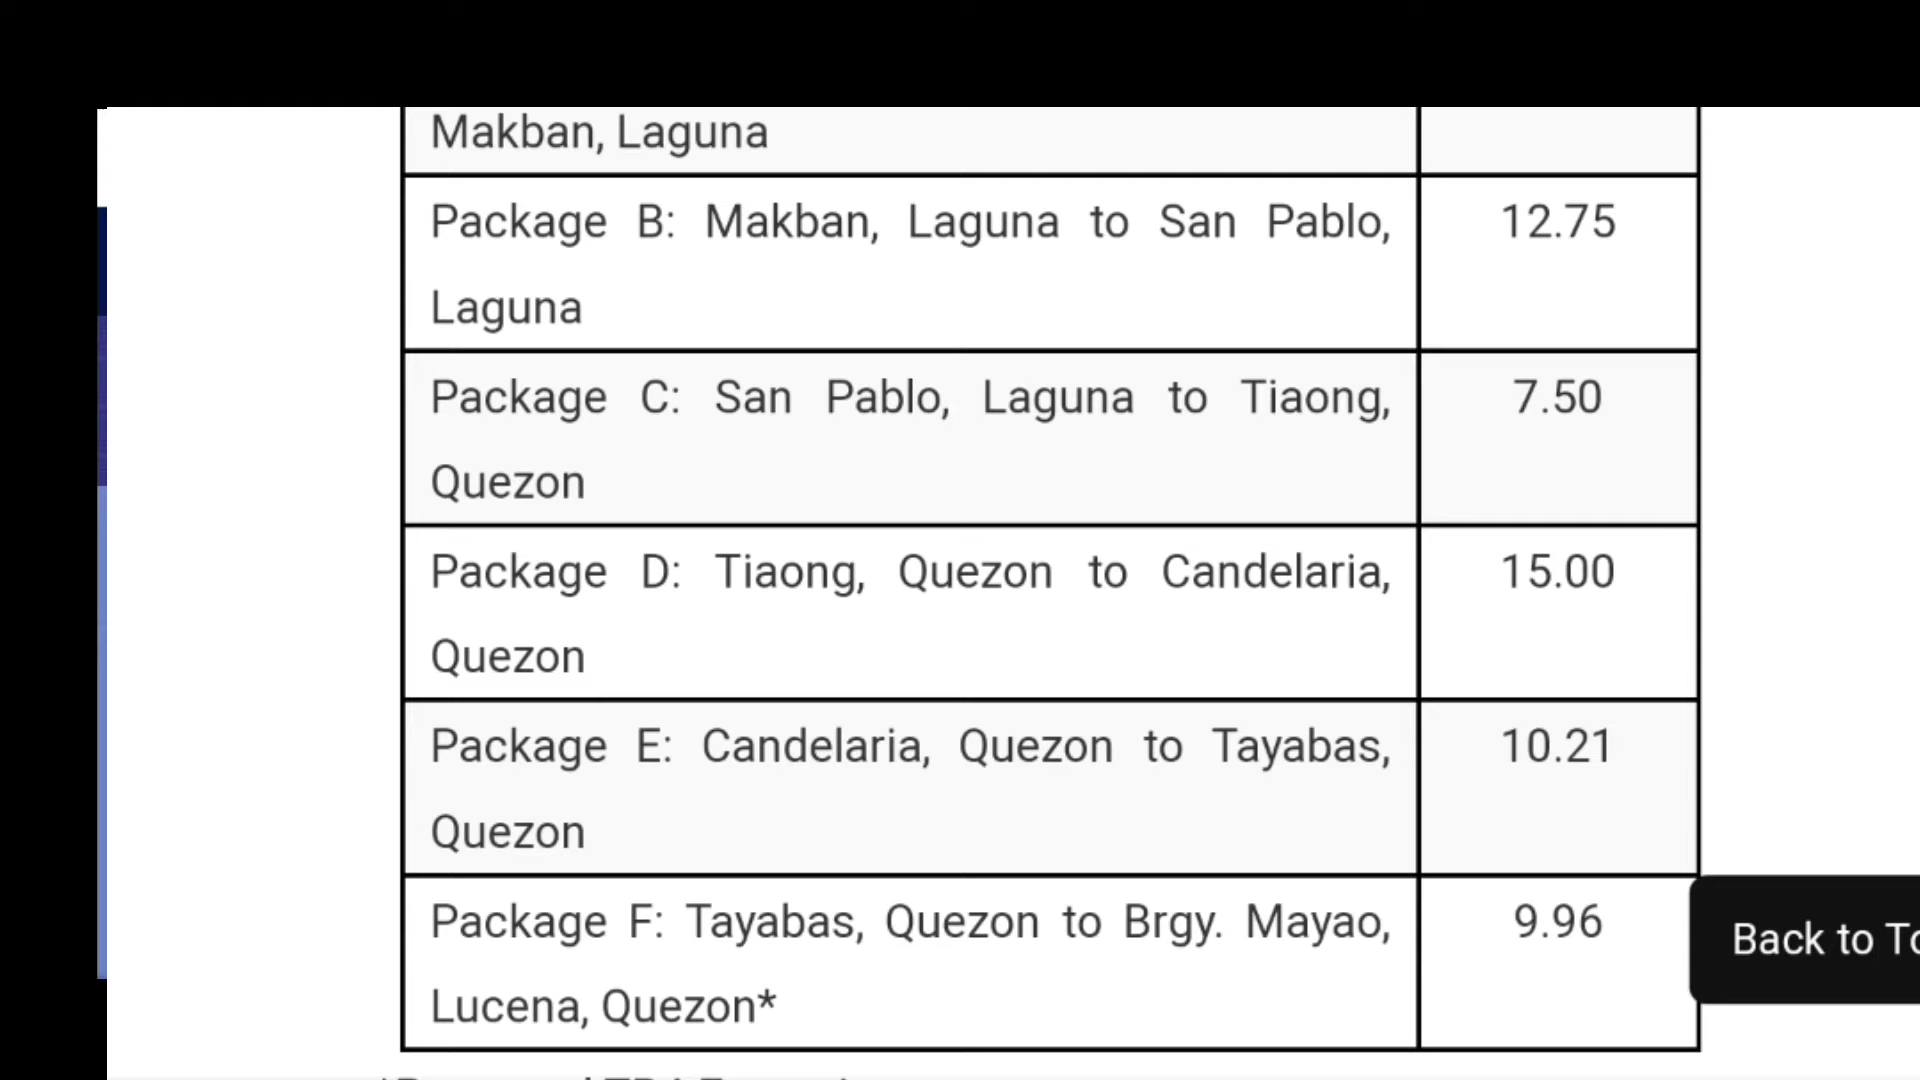 Makban, Laguna
Package B: Makban, Laguna to San Pablo, 12.75
Laguna
Package C: San Pablo, Laguna to Tiaong, 7.50
Quezon
Package D: Tiaong, Quezon to Candelaria, 15.00
Quezon
Package E: Candelaria, Quezon to Tayabas, 10.21
Quezon
Package F: Tayabas, Quezon to Brgy. Mayao, 9.96
Lucena, Quezon*
Back to